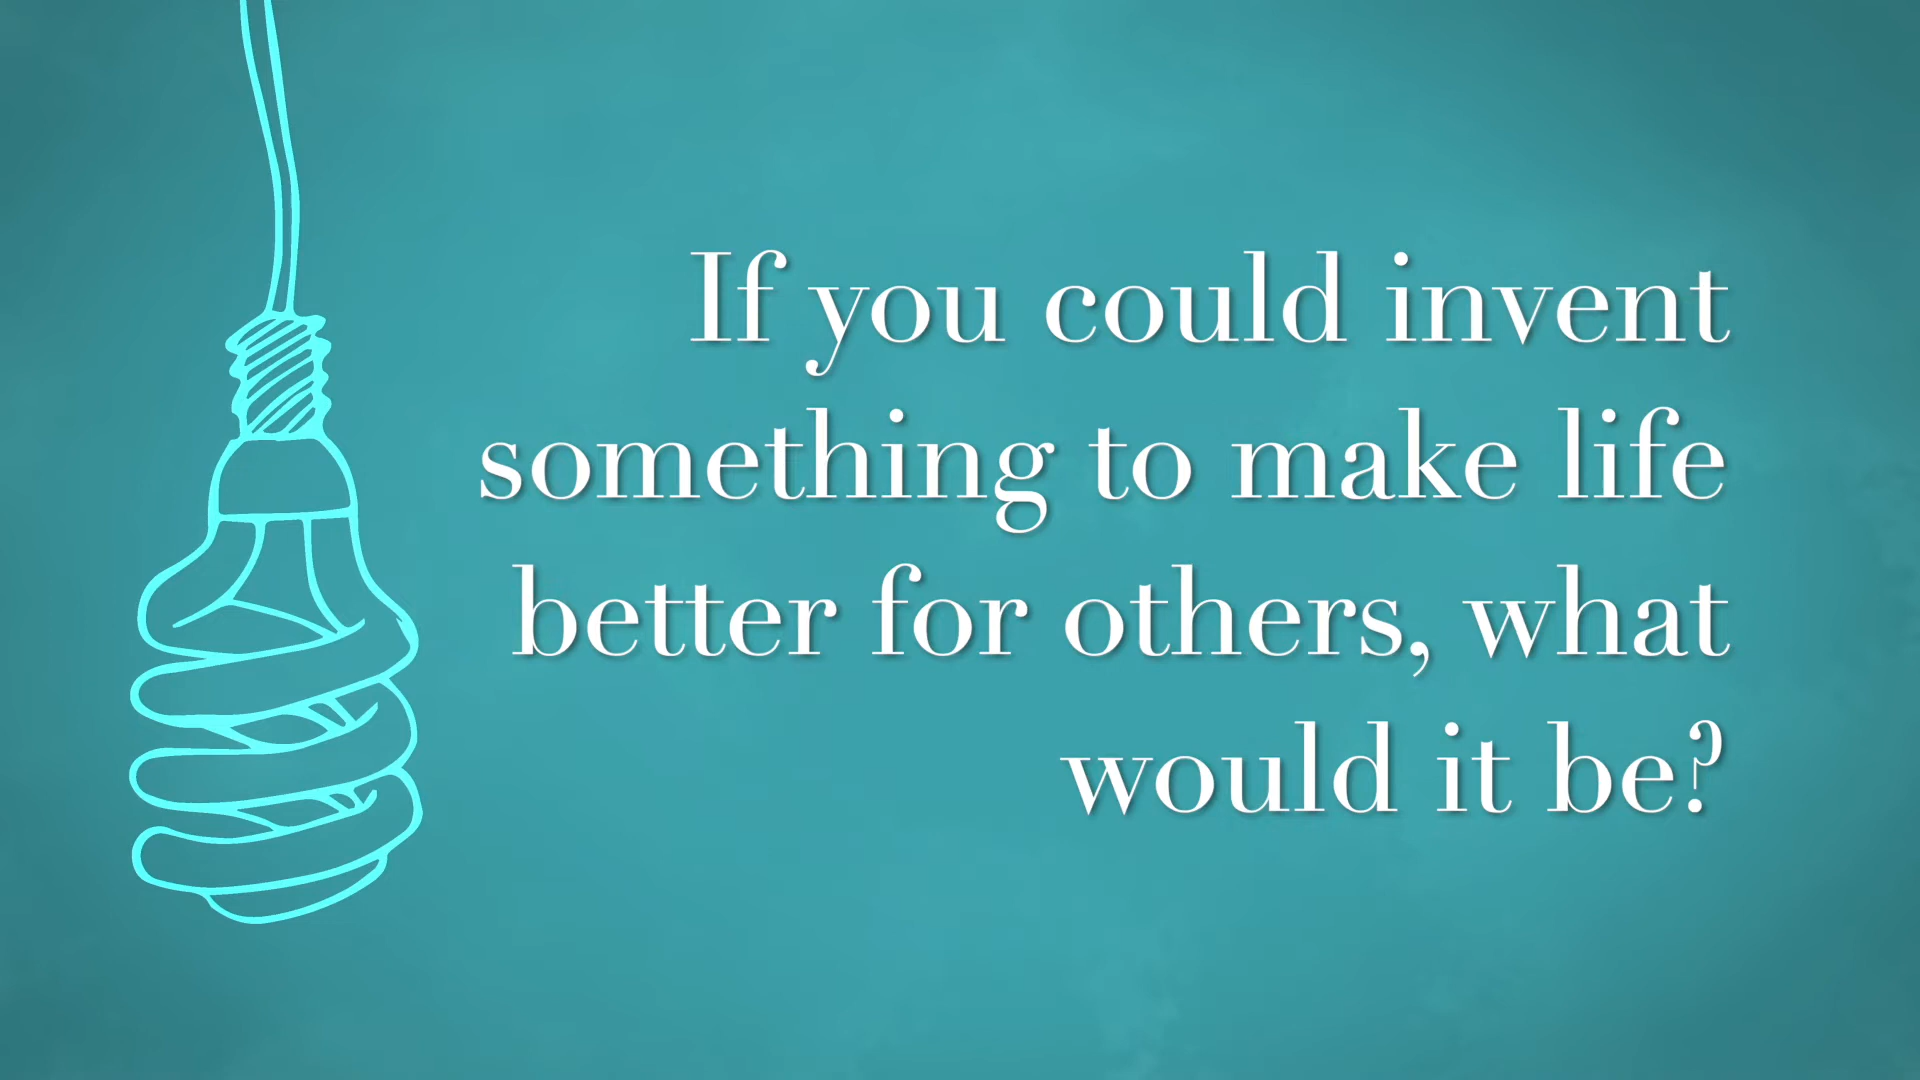 If you could invent
something to make life
better for others, what
would it be?